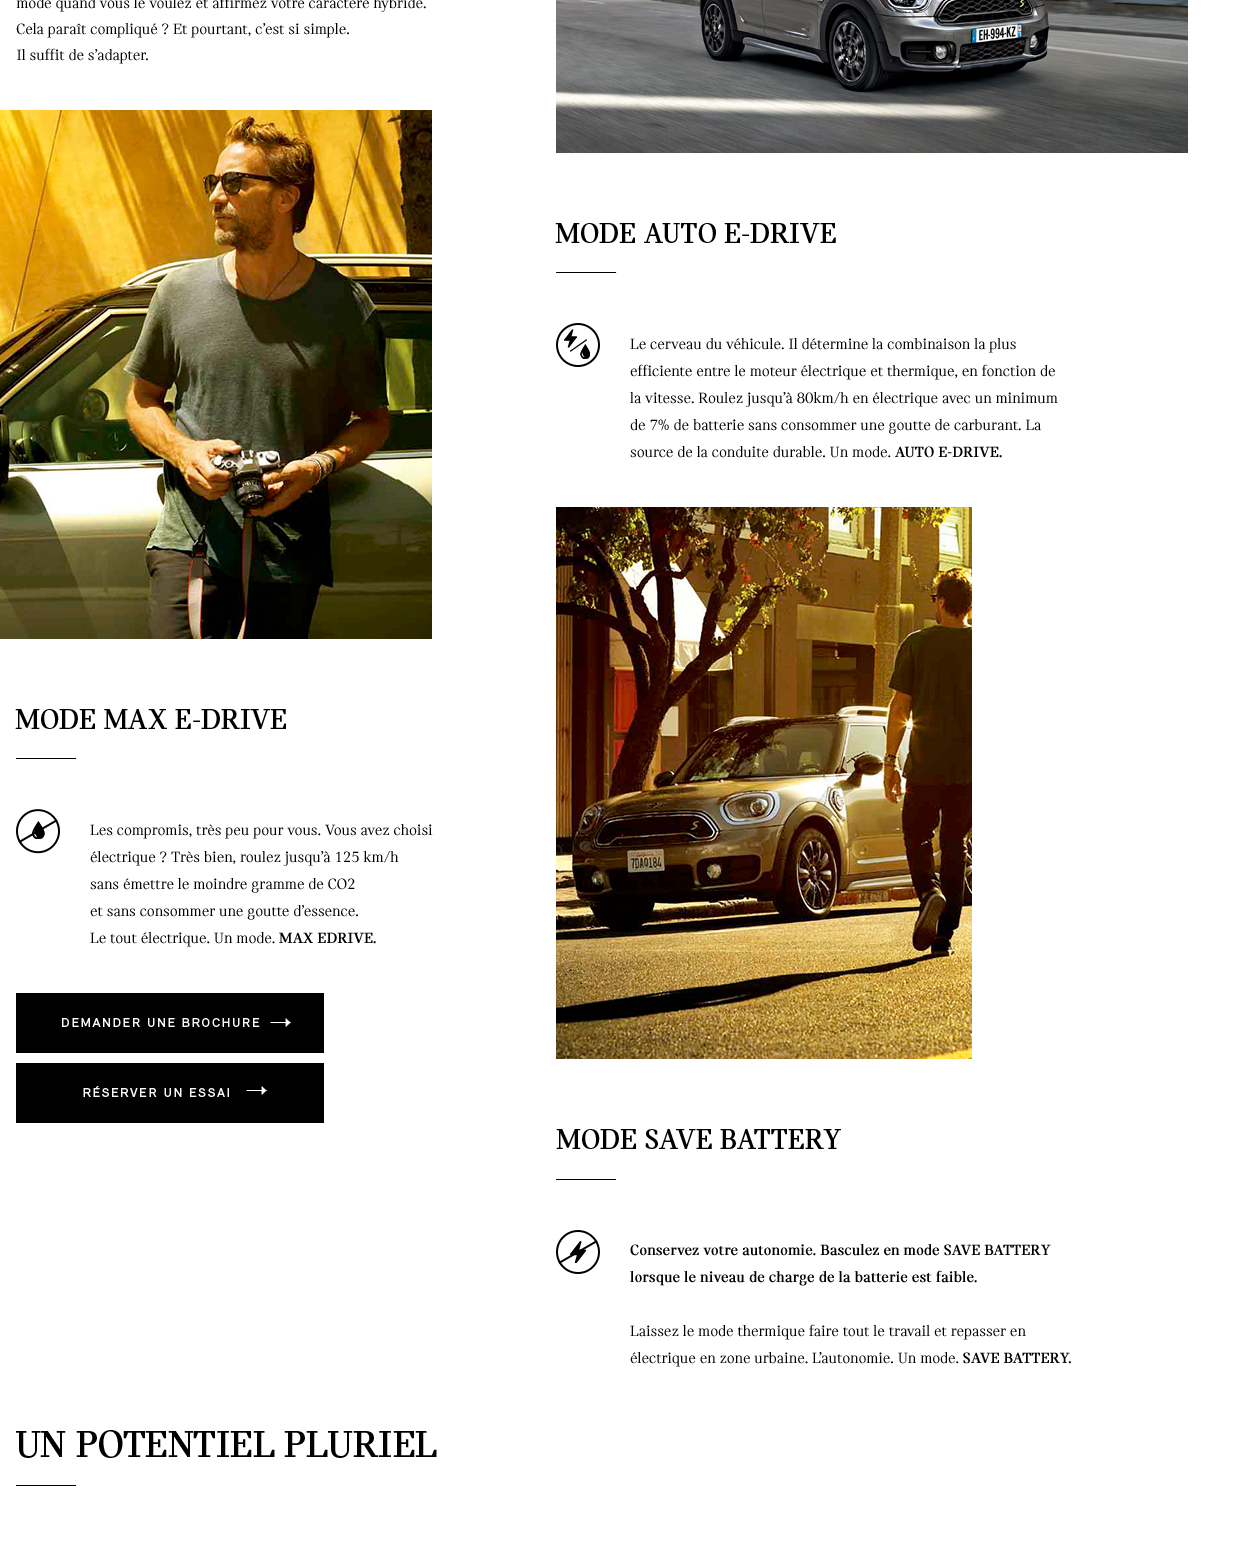 mode quand vous le voulez et affirmez votre caractère hybride.
Cela paraît compliqué ? Et pourtant, c’est si simple.
Il suffit de s’adapter.
EH-994-KZ
MODE AUTO E-DRIVE
Le cerveau du véhicule. Il détermine la combinaison la plus
efficiente entre le moteur électrique et thermique, en fonction de
la vitesse. Roulez jusqu’à 80km/h en électrique avec un minimum
de 7% de batterie sans consommer une goutte de carburant. La
source de la conduite durable. Un mode. AUTO E-DRIVE.
7DAO184
MODE MAX E-DRIVE
Les compromis, très peu pour vous. Vous avez choisi
électrique ? Très bien, roulez jusqu’à 125 km/h
sans émettre le moindre gramme de CO2
et sans consommer une goutte d’essence.
Le tout électrique. Un mode. MAX EDRIVE.
DEMANDER UNE BROCHURE
RÉSERVER UN ESSAI
MODE SAVE BATTERY
Conservez votre autonomie. Basculez en mode SAVE BATTERY
lorsque le niveau de charge de la batterie est faible.
Laissez le mode thermique faire tout le travail et repasser en
électrique en zone urbaine. L’autonomie. Un mode. SAVE BATTERY.
UN POTENTIEL PLURIEL